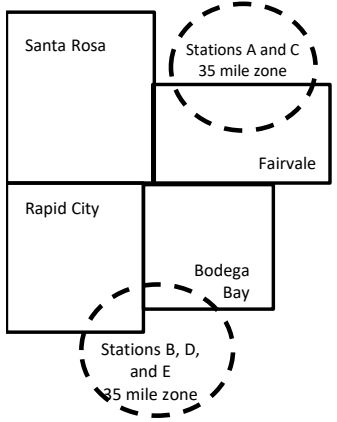 Santa Rosa
Stations A and C
35 mile zone
Fairvale
Rapid City
Bodega
Bay
Stations B, D,
and E
35 mile zone